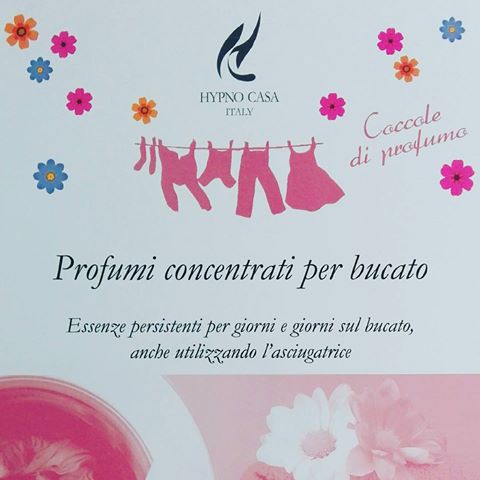 HYPNO CASA
ITALY
Coccole
di profumo
Profumi concentrati per bucato
Essenze persistenti per giorni e giorni sul bucato,
anche utilizzando l'asciugatrice